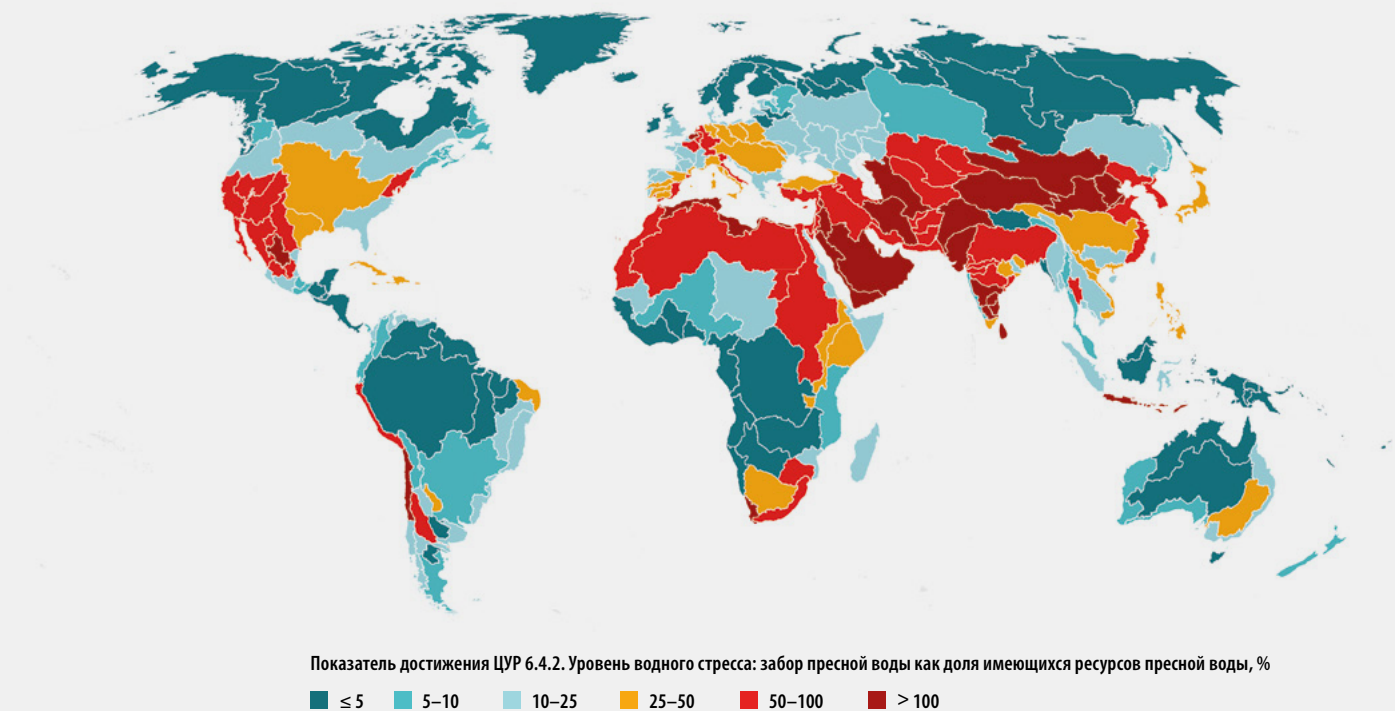 Показатель достижения ЦУР 6.4.2. Уровень водного стресса: забор пресной воды как доля имеющихся ресурсов пресной воды, %
≤ 5 5–10 10–25 25–50 50–100 > 100